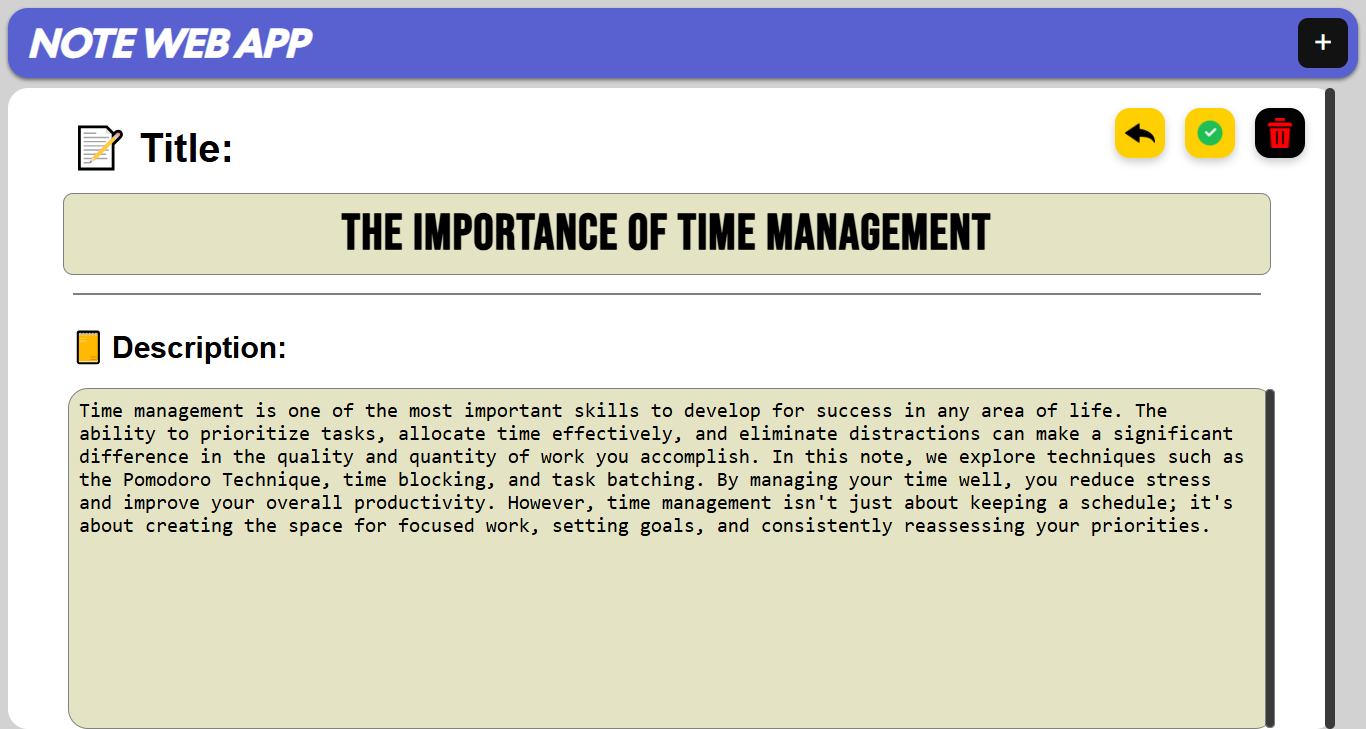 NOTE WEB APP
+
Title:
THE IMPORTANCE OF TIME MANAGEMENT
Description:
Time management is one of the most important skills to develop for success in any area of life. The
ability to prioritize tasks, allocate time effectively, and eliminate distractions can make a significant
difference in the quality and quantity of work you accomplish. In this note, we explore techniques such as
the Pomodoro Technique, time blocking, and task batching. By managing your time well, you reduce stress
and improve your overall productivity. However, time management isn't just about keeping a schedule; it's
about creating the space for focused work, setting goals, and consistently reassessing your priorities.